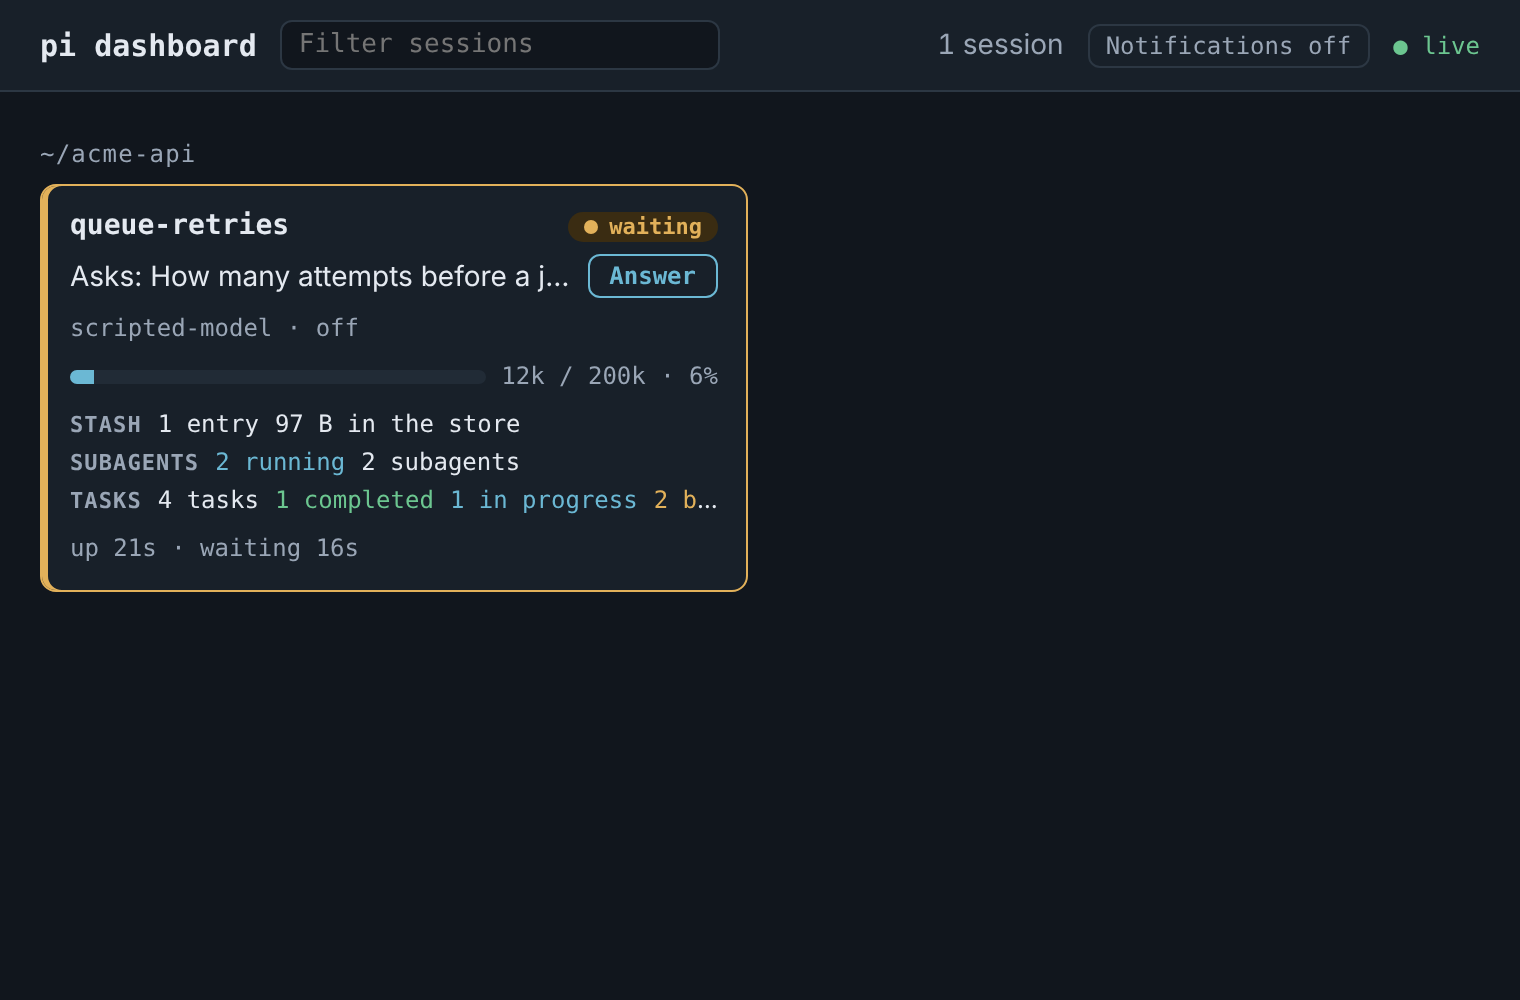 pi dashboard Filter sessions 1 session Notifications off ● live
~/acme-api
queue-retries ● waiting
Asks: How many attempts before a j... Answer
scripted-model · off
12k / 200k · 6%
STASH 1 entry 97 B in the store
SUBAGENTS 2 running 2 subagents
TASKS 4 tasks 1 completed 1 in progress 2 b...
up 21s · waiting 16s